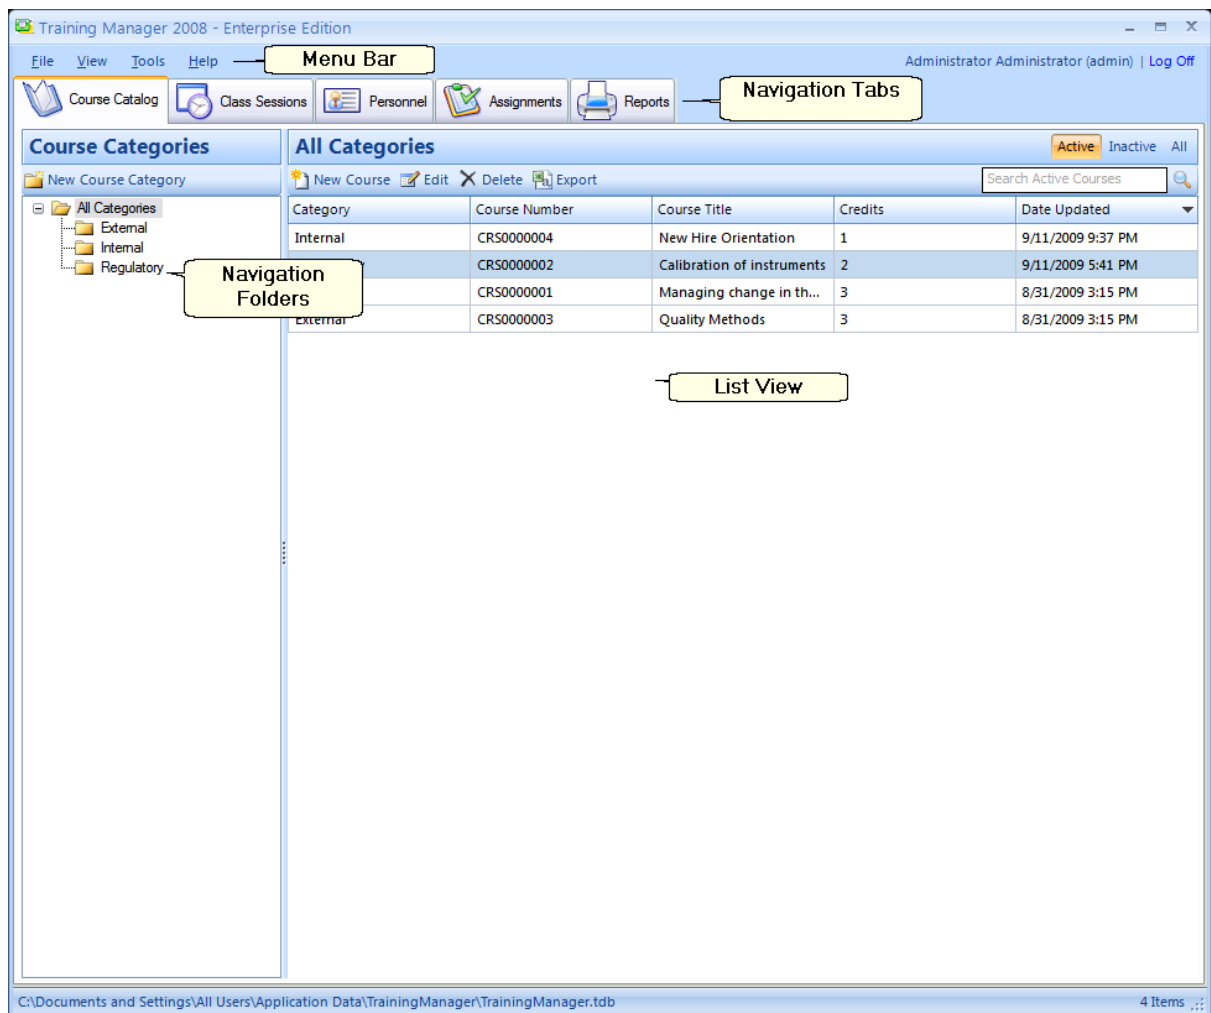 Training Manager 2008 - Enterprise Edition
File View Tools Help
Menu Bar
Administrator Administrator (admin) | Log Off
Course Catalog Class Sessions Personnel Assignments Reports
Navigation Tabs
Course Categories
All Categories
Active Inactive All
New Course Category
New Course Edit Delete Export
Search Active Courses
All Categories
External
Internal
Regulatory
Navigation
Folders
Category Course Number Course Title Credits Date Updated
Internal CRS0000004 New Hire Orientation 1 9/11/2009 9:37 PM
CRS0000002 Calibration of instruments 2 9/11/2009 5:41 PM
CRS0000001 Managing change in th... 3 8/31/2009 3:15 PM
External CRS0000003 Quality Methods 3 8/31/2009 3:15 PM
List View
C:\Documents and Settings\All Users\Application Data\TrainingManager\TrainingManager.tdb
4 Items